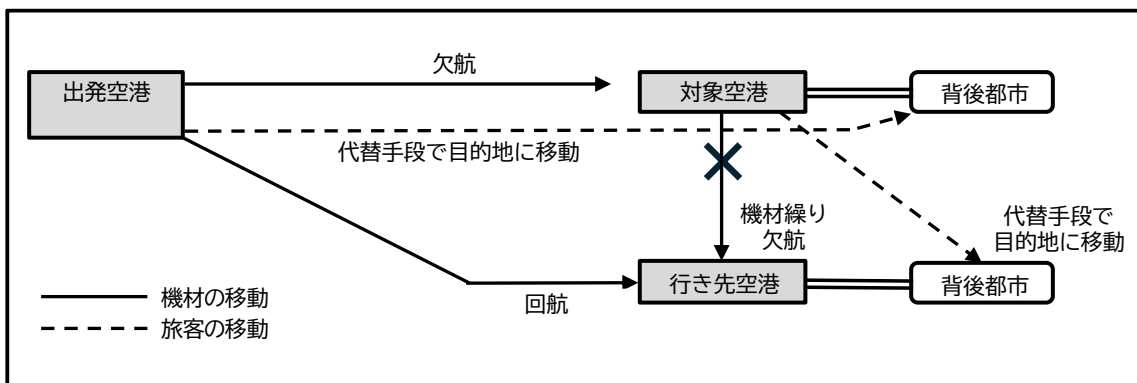 欠航
出発空港
対象空港
背後都市
代替手段で目的地に移動
機材繰り
欠航
代替手段で
目的地に移動
行き先空港
背後都市
回航
機材の移動
旅客の移動